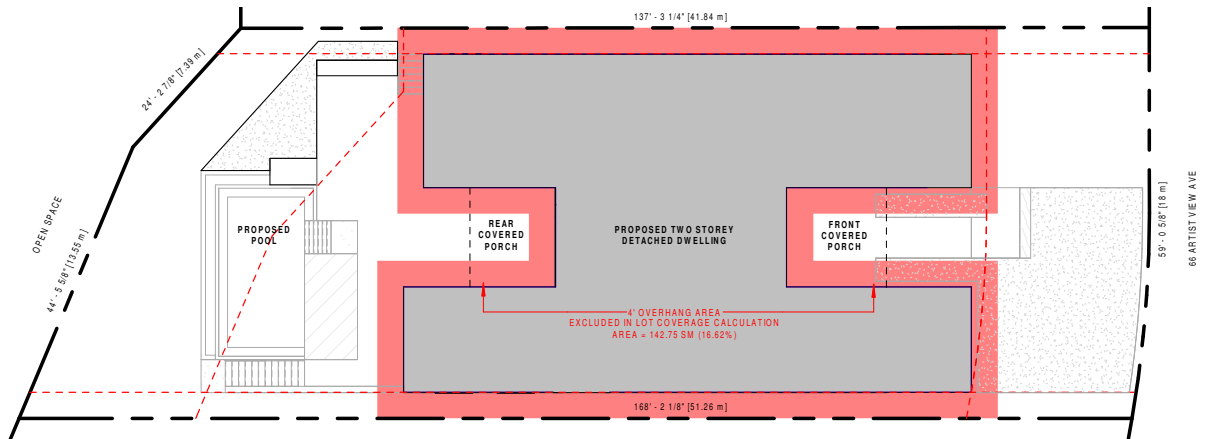 137' - 3 1/4" [41.84 m]
24' - 2 7/8" [7.39 m]
OPEN SPACE
44' - 5 5/8" [13.55 m]
PROPOSED
POOL
REAR
COVERED
PORCH
PROPOSED TWO STOREY
DETACHED DWELLING
FRONT
COVERED
PORCH
59' - 0 5/8" [18 m]
66 ARTIST VIEW AVE
4' OVERHANG AREA
EXCLUDED IN LOT COVERAGE CALCULATION
AREA = 142.75 SM (16.62%)
168' - 2 1/8" [51.26 m]